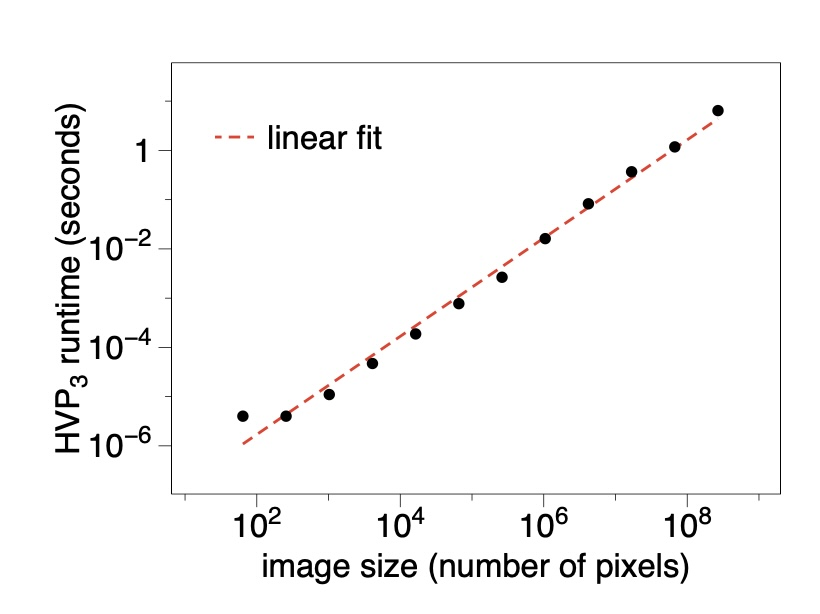 linear fit
HVP₃ runtime (seconds)
1
10⁻²
10⁻⁴
10⁻⁶
10² 10⁴ 10⁶ 10⁸
image size (number of pixels)